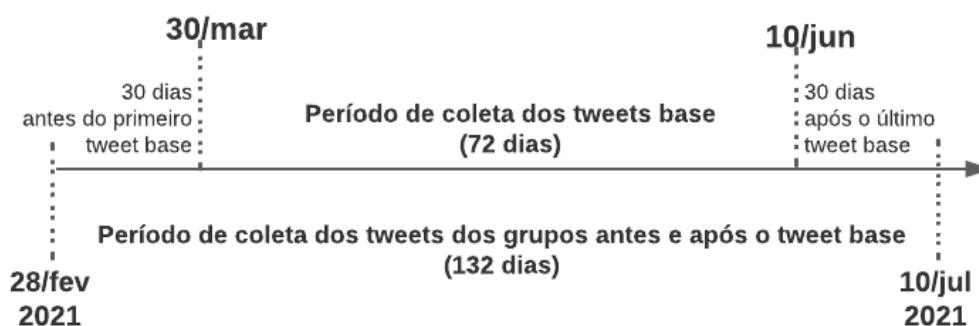 30/mar
10/jun
30 dias
antes do primeiro
tweet base
Período de coleta dos tweets base
(72 dias)
30 dias
após o último
tweet base
Período de coleta dos tweets dos grupos antes e após o tweet base
(132 dias)
28/fev
2021
10/jul
2021